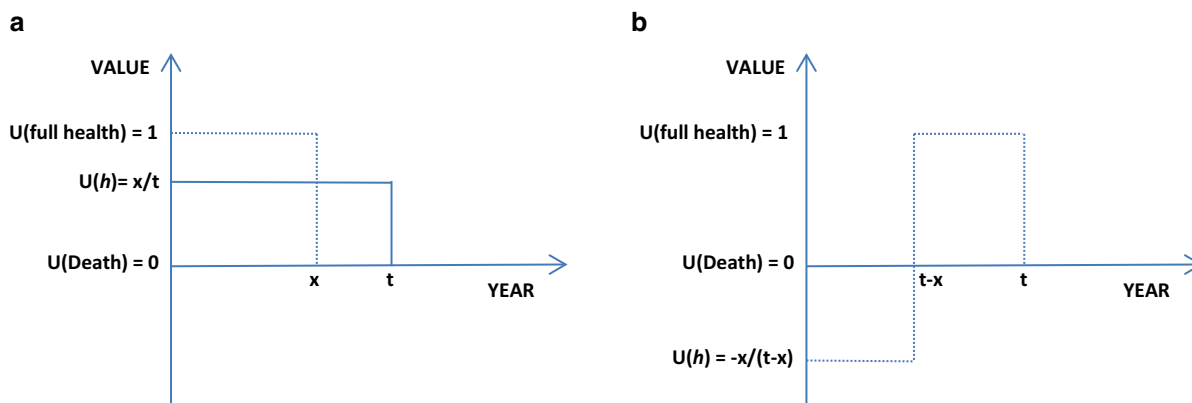 a
VALUE
U(full health) = 1
U(h)= x/t
U(Death) = 0
x
t
YEAR
b
VALUE
U(full health) = 1
U(Death) = 0
t-x
t
YEAR
U(h) = -x/(t-x)